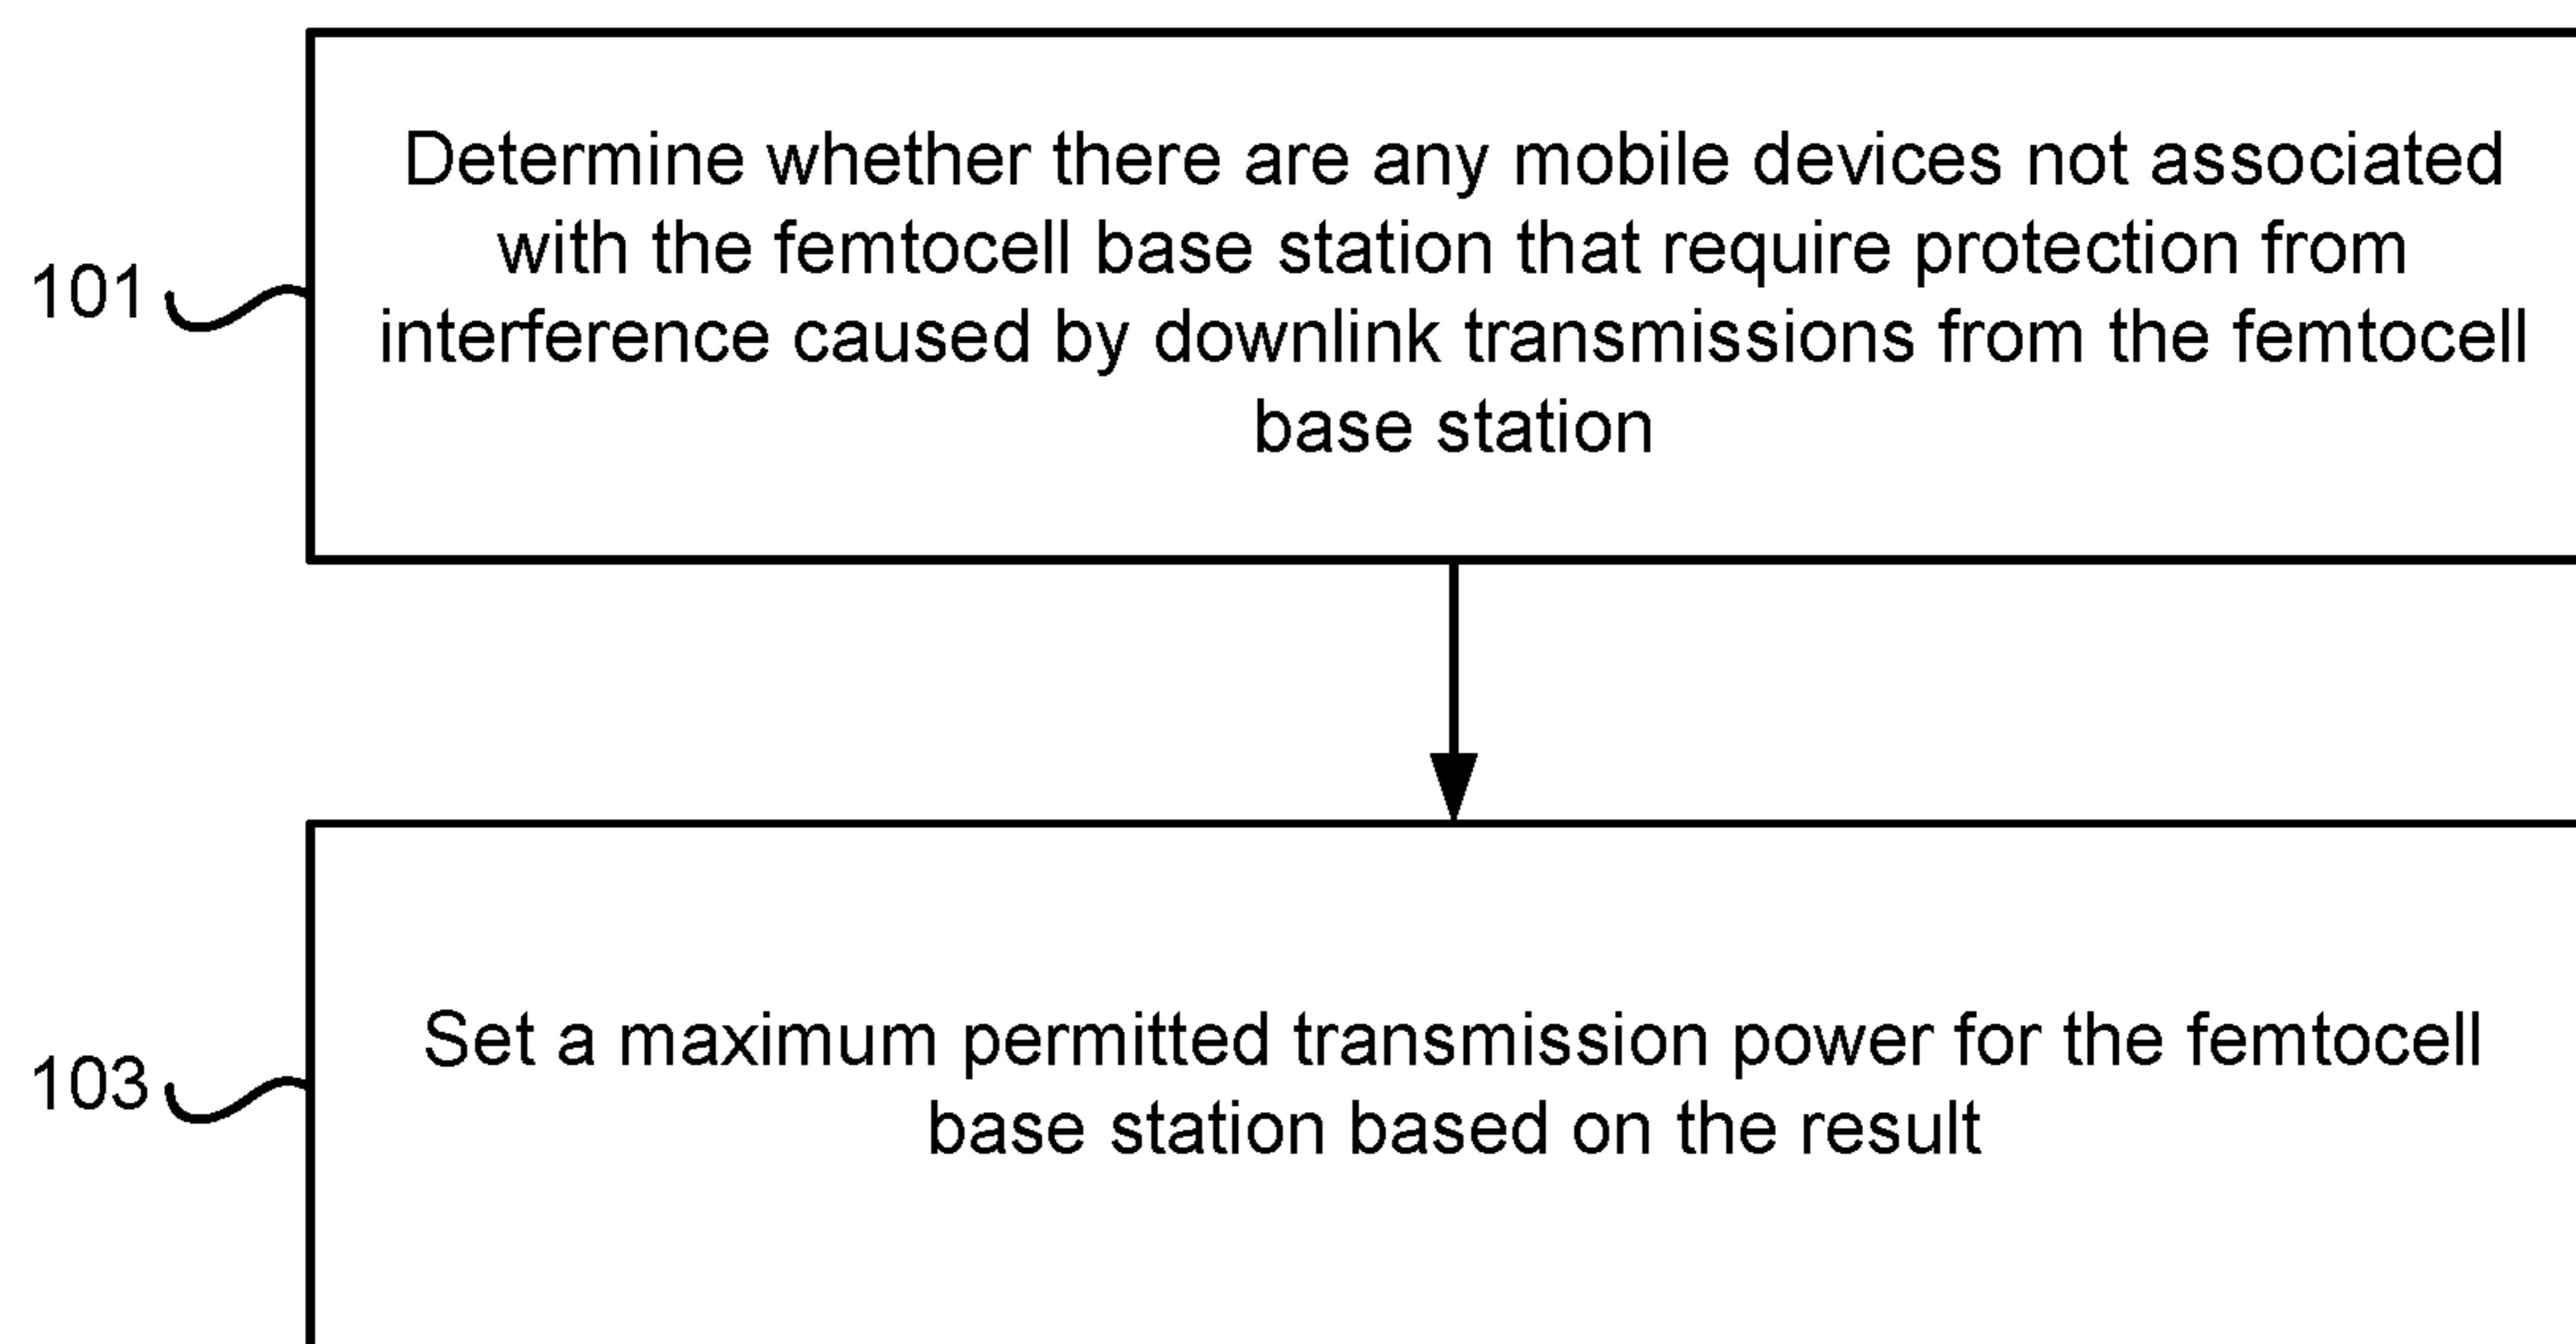 Determine whether there are any mobile devices not associated
with the femtocell base station that require protection from
101
interference caused by downlink transmissions from the femtocell
base station
Set a maximum permitted transmission power for the femtocell
103
base station based on the result